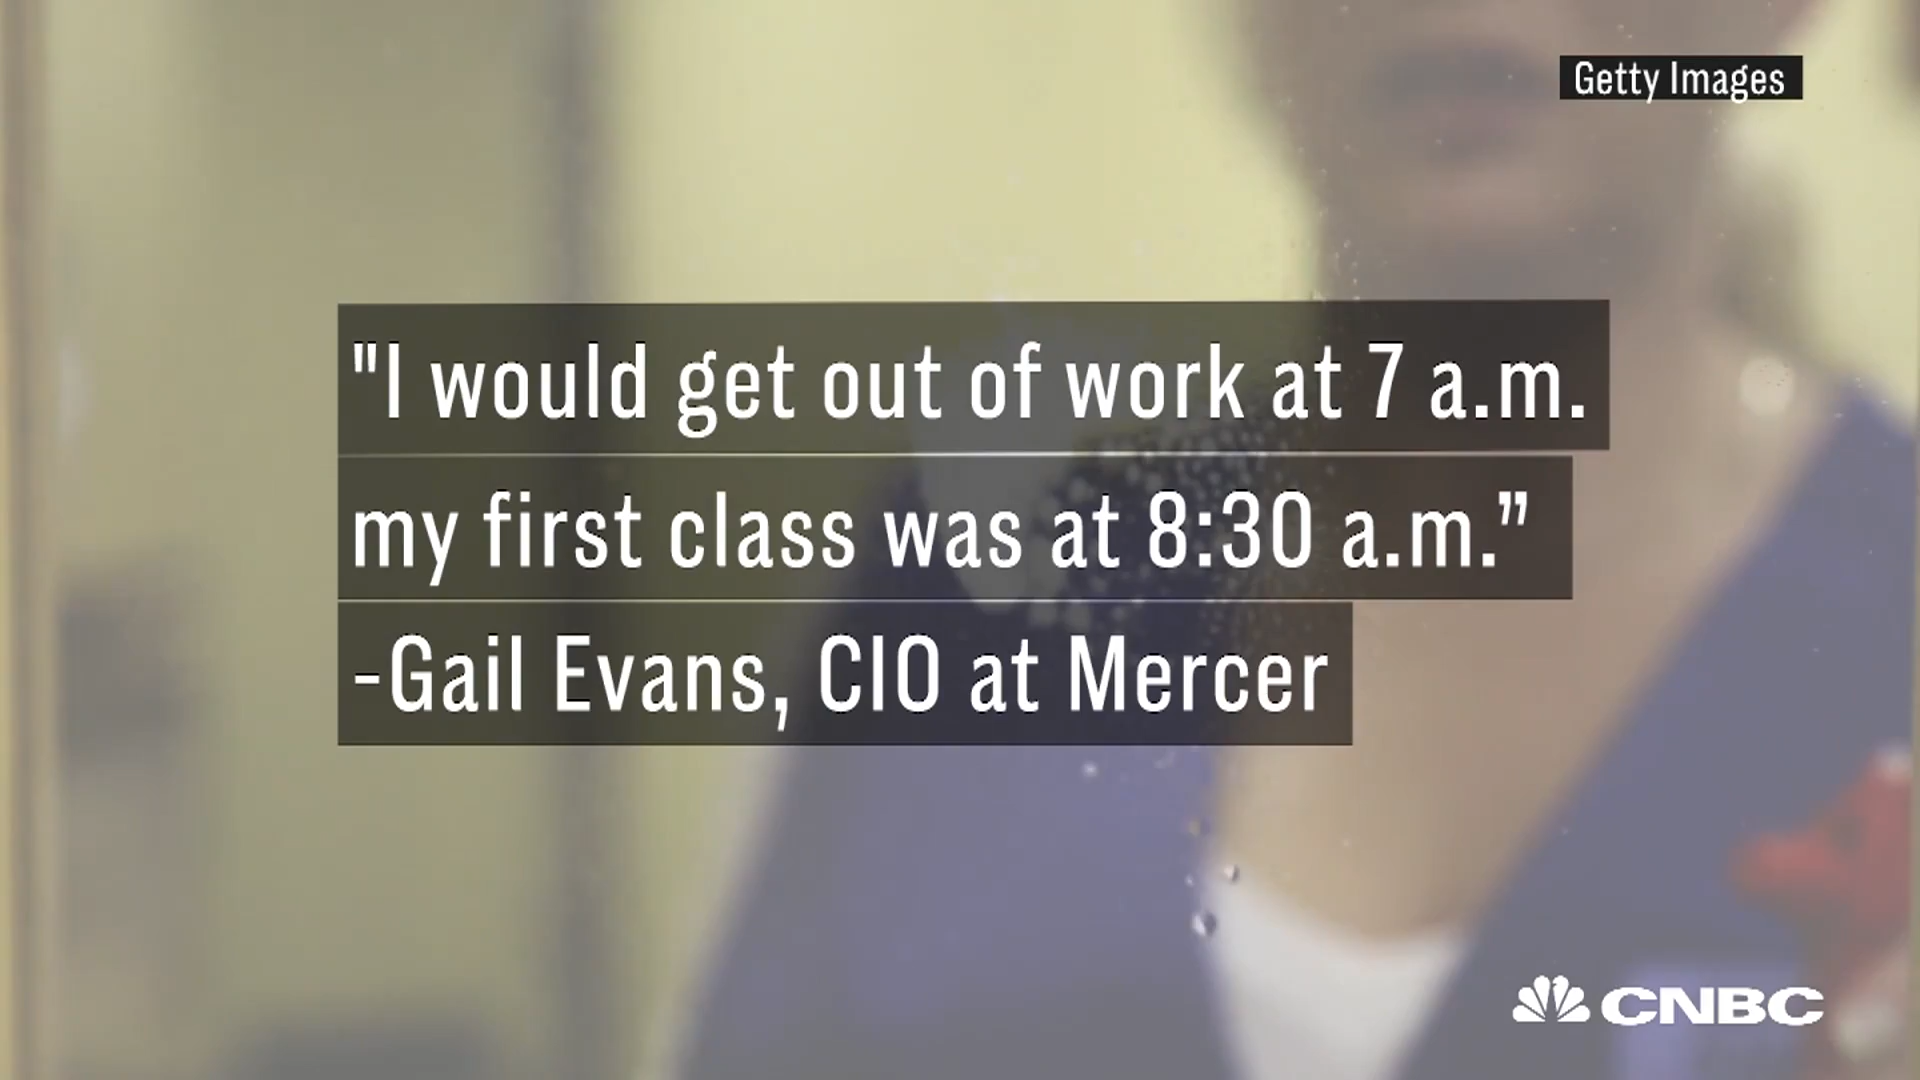 Getty Images
"I would get out of work at 7 a.m.
my first class was at 8:30 a.m.”
-Gail Evans, CIO at Mercer
CNBC